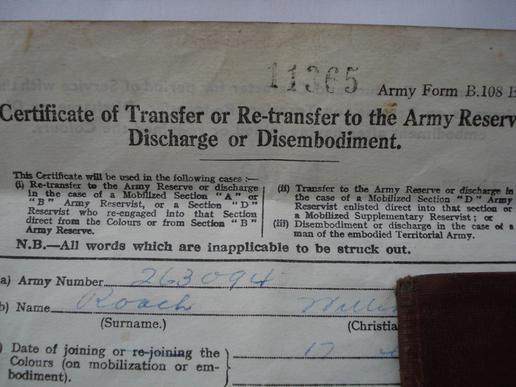 11365
Army Form B.108 E
Certificate of Transfer or Re-transfer to the Army Reserv
Discharge or Disembodiment.
This Certificate will be used in the following cases :—
(i) Re-transfer to the Army Reserve or discharge
in the case of a Mobilized Section "A" or
"B" Army Reservist or a Section "D"
Reservist who re-engaged into that Section
direct from the Colours or from Section "B"
Army Reserve.
(ii) Transfer to the Army Reserve or discharge in
the case of a Mobilized Section "D" Army
Reservist enlisted direct into that section or
a Mobilized Supplementary Reservist ; or
(iii) Disembodiment or discharge in the case of a
man of the embodied Territorial Army.
N.B.—All words which are inapplicable to be struck out.
a) Army Number 263094
b) Name Roach
(Surname.)
(Christia
) Date of joining or re-joining the
Colours (on mobilization or em-
bodiment).
17